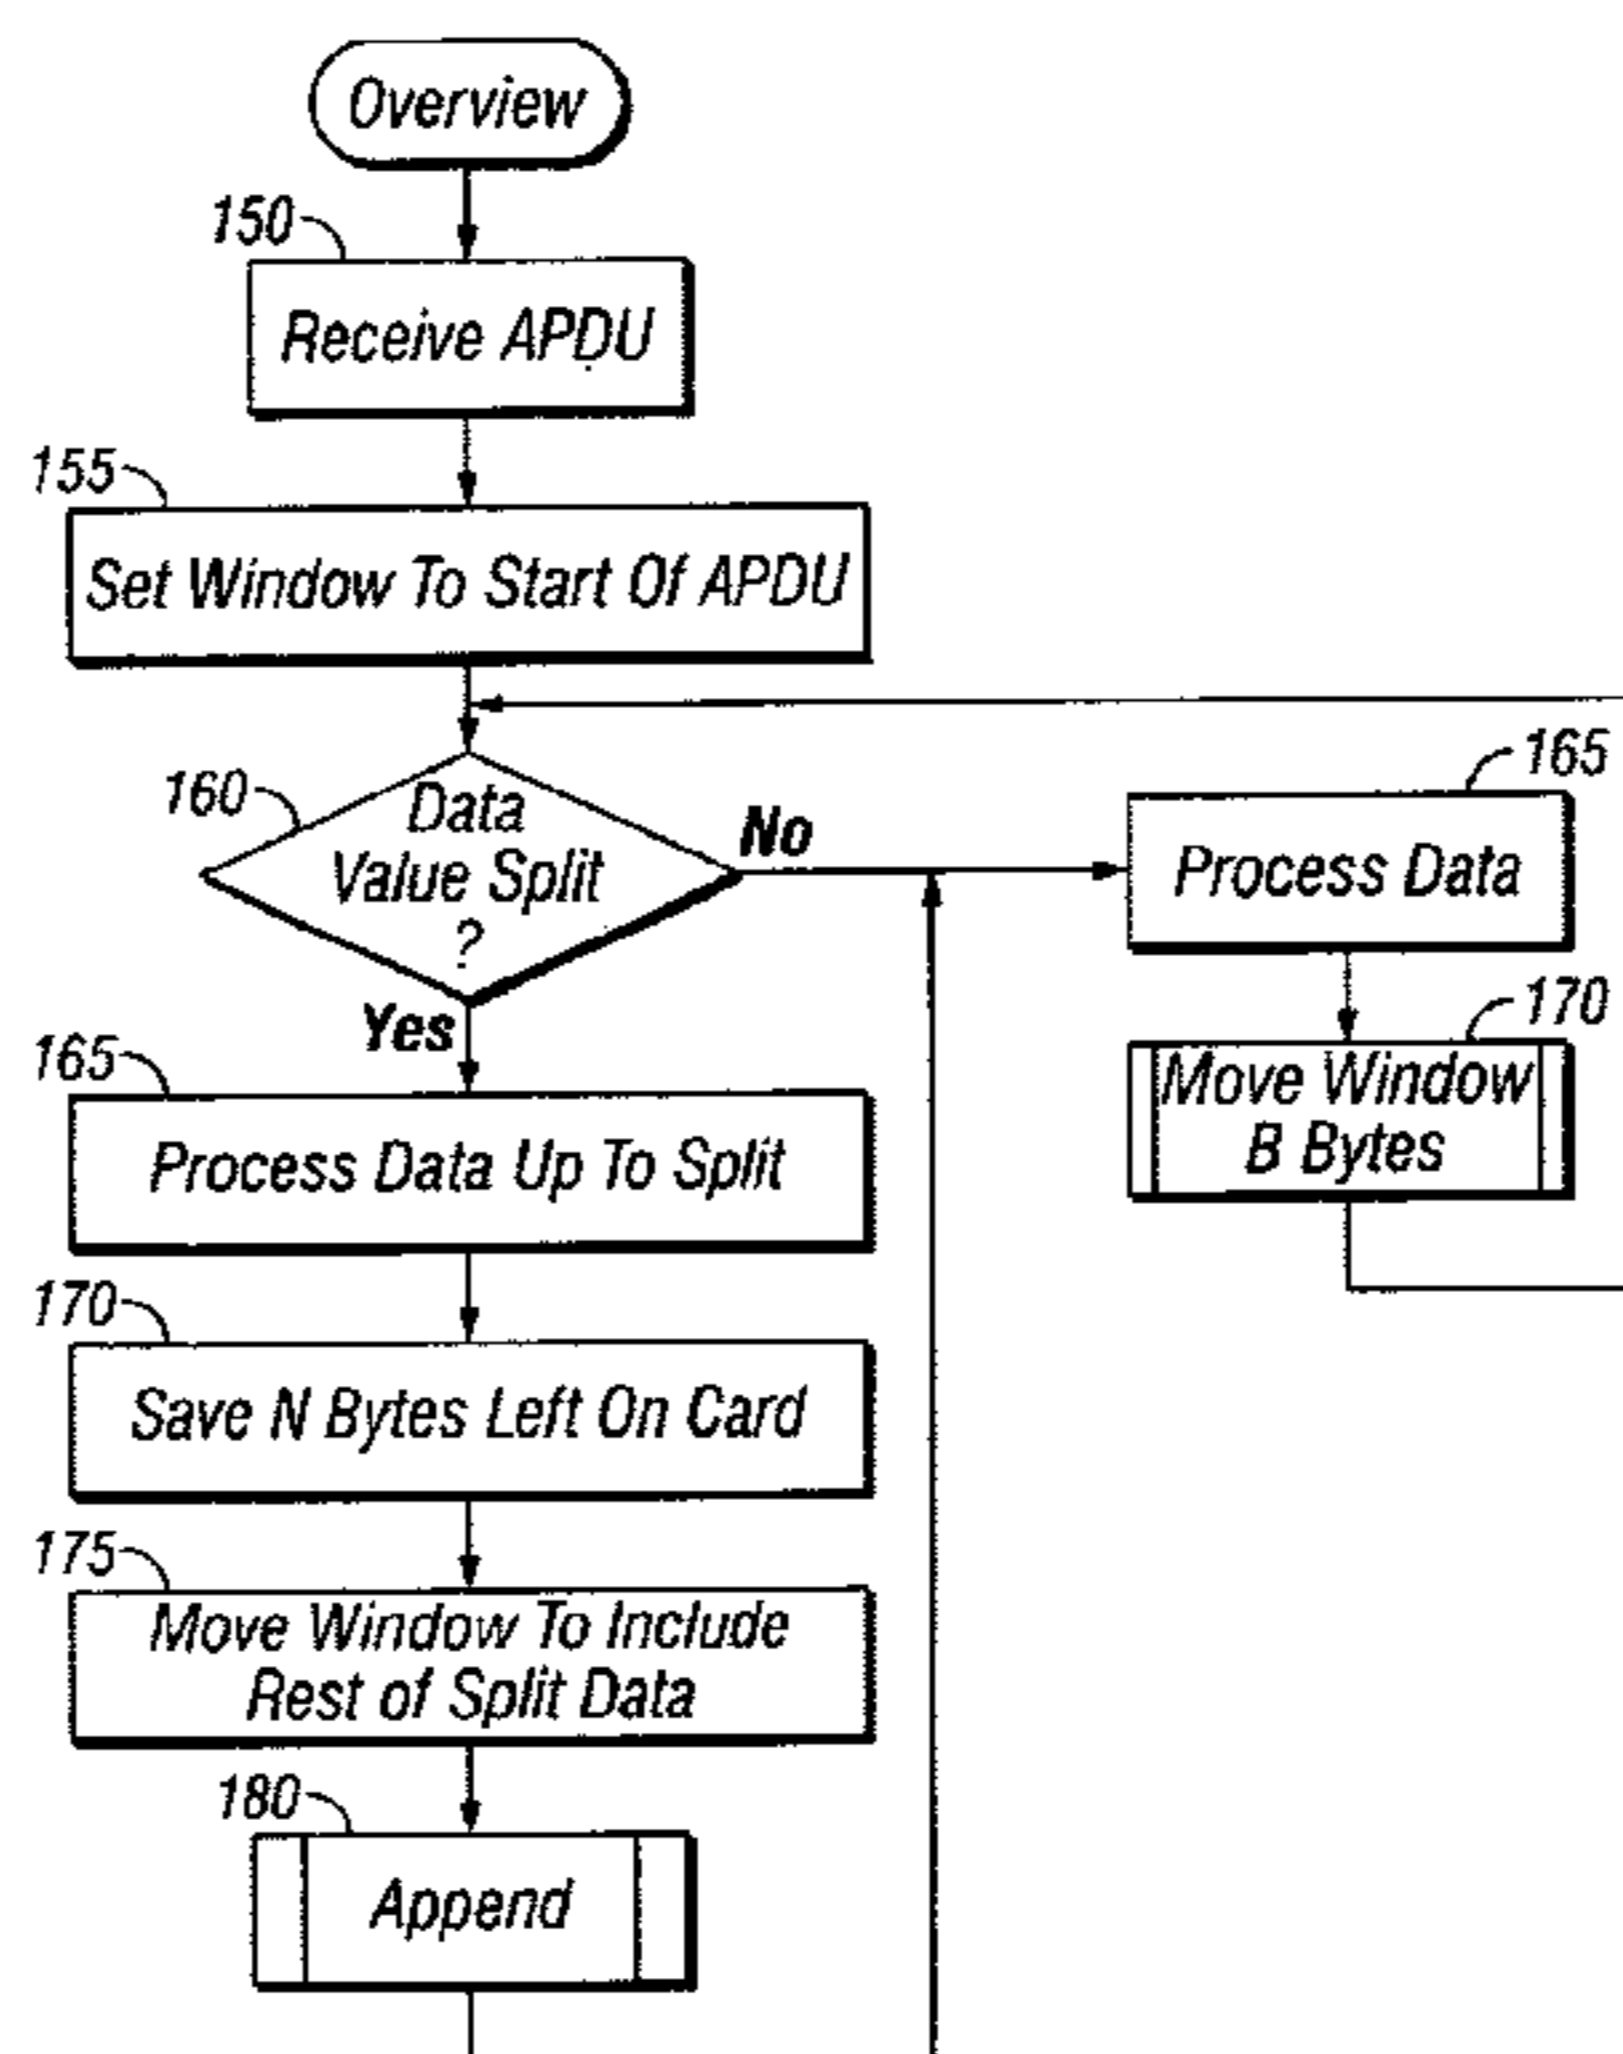 Overview
150
Receive APDU
155
Set Window To Start Of APDU
160
Data
Value Split
?
No
Yes
165
Process Data
170
Move Window
B Bytes
165
Process Data Up To Split
170
Save N Bytes Left On Card
175
Move Window To Include
Rest of Split Data
180
Append